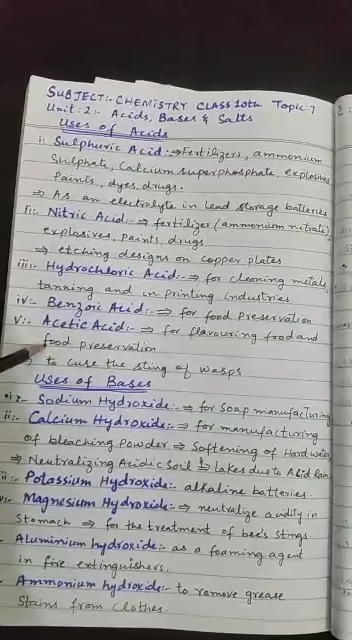 SUBJECT:- CHEMISTRY CLASS 10th Topic:7
Unit:2:- Acids, Bases & Salts
Uses of Acids
i:- Sulphuric Acid:-⇒ Fertilizers, ammonium
Sulphate, Calcium superphosphate, explosives
Paints, dyes, drugs.
⇒ As an electrolyte in lead storage batteries
ii:- Nitric Acid:-⇒ fertilizer (ammonium nitrate),
explosives, paints, drugs
⇒ etching designs on copper plates
iii:- Hydrochloric Acid:-⇒ for cleaning metals,
tanning and in printing industries
iv:- Benzoic Acid:-⇒ for food Preservation
v:- Acetic Acid:-⇒ for flavouring food and
food preservation
to cure the sting of wasps.
Uses of Bases
i:- Sodium Hydroxide:-⇒ for Soap manufacturing
ii:- Calcium Hydroxide:-⇒ for manufacturing
of bleaching Powder ⇒ Softening of Hard water
⇒ Neutralizing Acidic Soil & lakes due to Acid Rain
iii:- Potassium Hydroxide: alkaline batteries.
Magnesium Hydroxide:-⇒ neutralize acidity in
Stomach ⇒ for the treatment of bee's stings.
Aluminium hydroxide:- as a foaming agent
in fire extinguishers.
Ammonium hydroxide:- to remove grease
Stains from clothes.